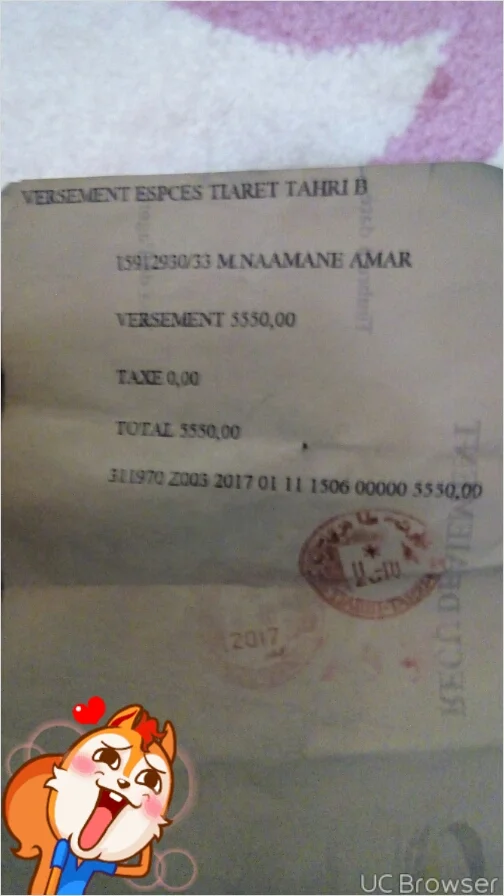 VERSEMENT ESPCES TIARET TAHRI B
15912930/33 M.NAAMANE AMAR
VERSEMENT 5550,00
TAXE 0,00
TOTAL 5550,00
311970 Z003 2017 01 11 1506 00000 5550,00
2017
UC Browser